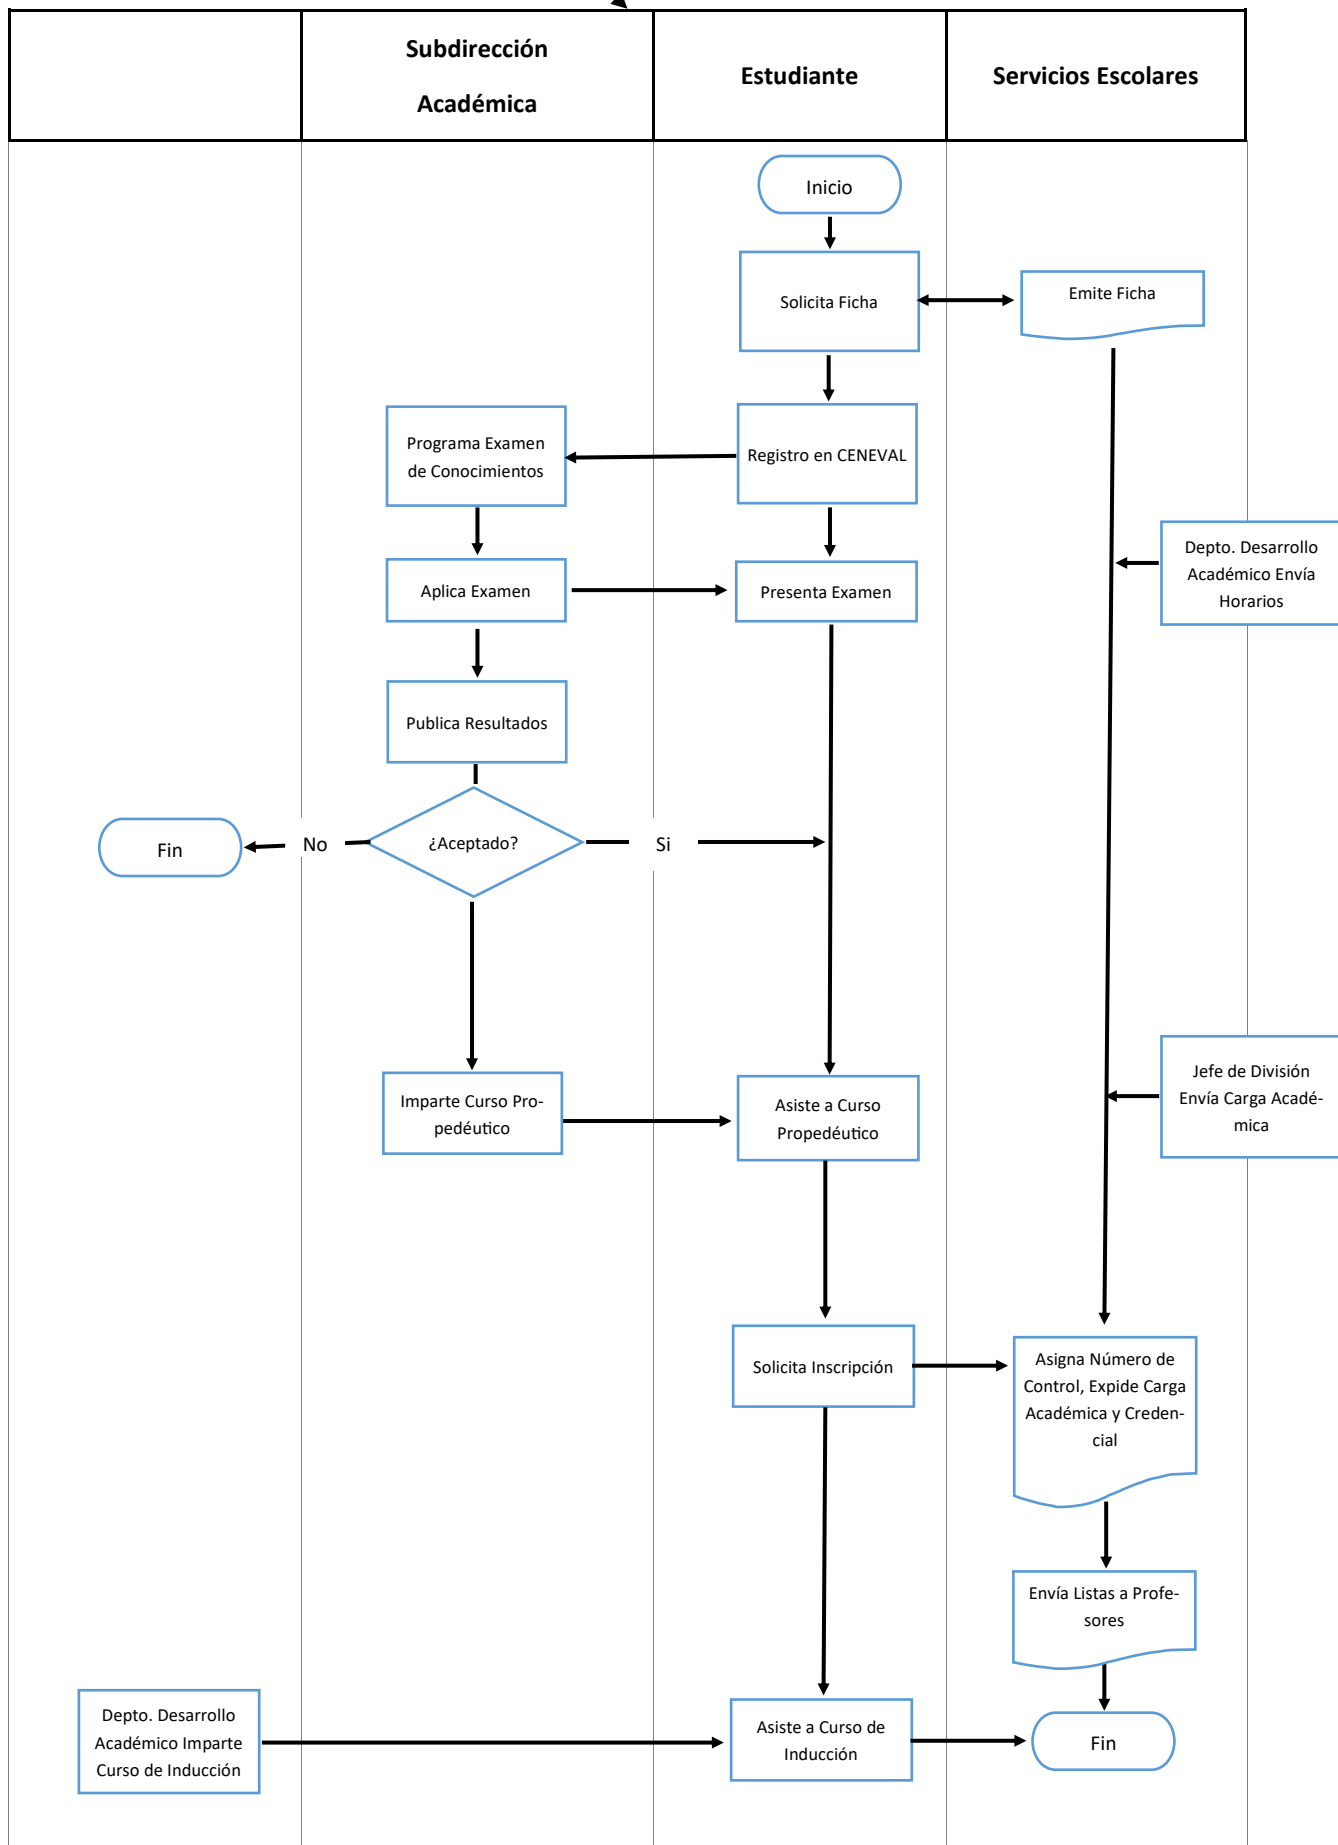 Subdirección
Académica
Estudiante
Servicios Escolares
Inicio
Solicita Ficha
Emite Ficha
Programa Examen
de Conocimientos
Registro en CENEVAL
Depto. Desarrollo
Académico Envía
Horarios
Aplica Examen
Presenta Examen
Publica Resultados
Fin
No
¿Aceptado?
Si
Jefe de División
Envía Carga Acadé-
mica
Imparte Curso Pro-
pedéutico
Asiste a Curso
Propedéutico
Solicita Inscripción
Asigna Número de
Control, Expide Carga
Académica y Creden-
cial
Envía Listas a Profe-
sores
Depto. Desarrollo
Académico Imparte
Curso de Inducción
Asiste a Curso de
Inducción
Fin